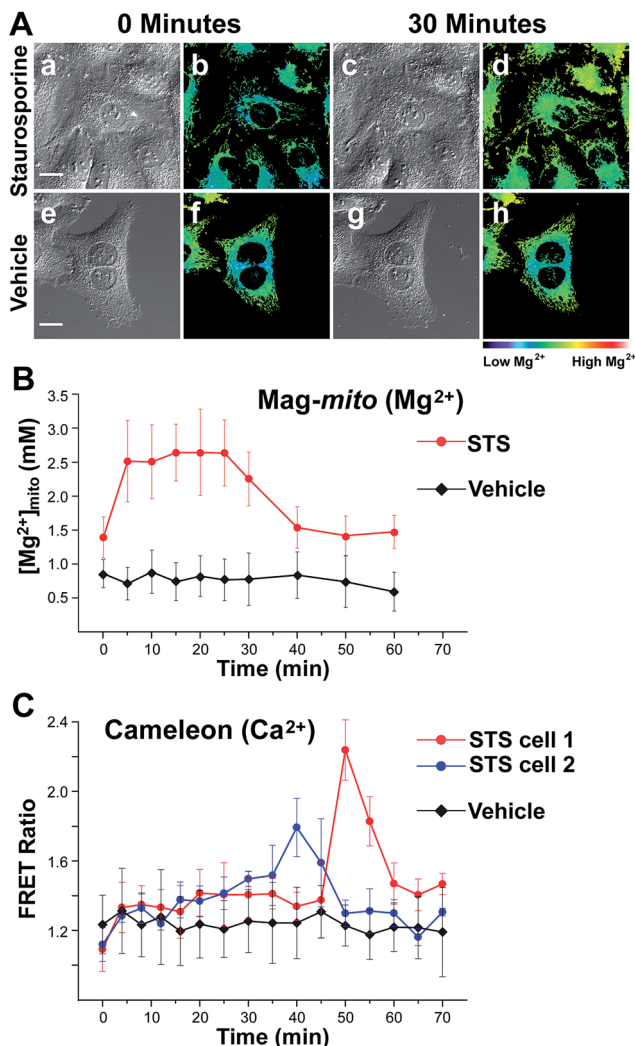 A
0 Minutes
30 Minutes
Staurosporine
a
b
c
d
Vehicle
e
f
g
h
Low Mg²⁺
High Mg²⁺
B
Mag-mito (Mg²⁺)
[Mg²⁺]mito (mM)
3.5
3.0
2.5
2.0
1.5
1.0
0.5
STS
Vehicle
0 10 20 30 40 50 60 70
Time (min)
C
Cameleon (Ca²⁺)
FRET Ratio
2.4
2.0
1.6
1.2
STS cell 1
STS cell 2
Vehicle
0 10 20 30 40 50 60 70
Time (min)